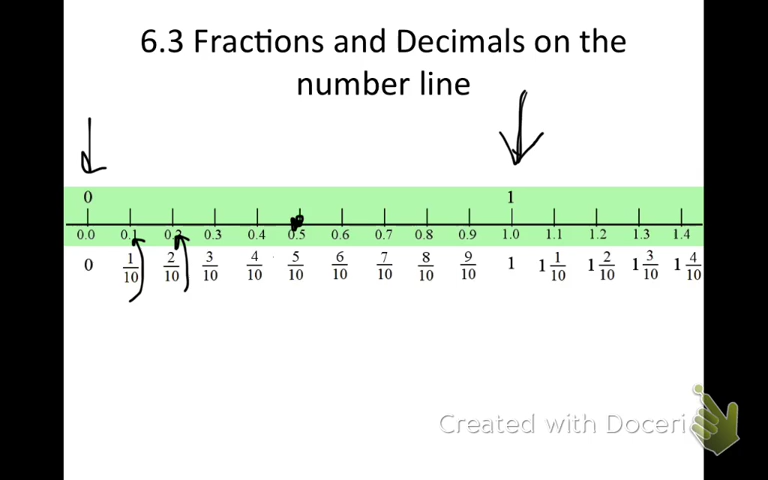 6.3 Fractions and Decimals on the
number line
0 1
0.0 0.1 0.2 0.3 0.4 0.5 0.6 0.7 0.8 0.9 1.0 1.1 1.2 1.3 1.4
0 1/10 2/10 3/10 4/10 5/10 6/10 7/10 8/10 9/10 1 1 1/10 1 2/10 1 3/10 1 4/10
Created with Doceri